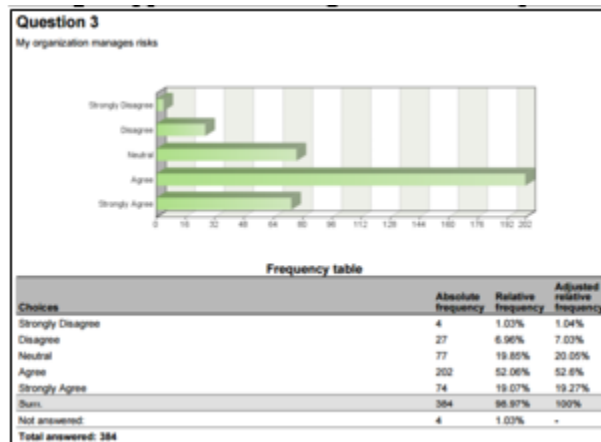 Question 3
My organization manages risks
Strongly Disagree
Disagree
Neutral
Agree
Strongly Agree
0 16 32 48 64 80 96 112 128 144 160 176 192 202
Frequency table
Choices Absolute frequency Relative frequency Adjusted relative frequency
Strongly Disagree 4 1.03% 1.04%
Disagree 27 6.96% 7.03%
Neutral 77 19.85% 20.05%
Agree 202 52.06% 52.6%
Strongly Agree 74 19.07% 19.27%
Sum: 384 98.97% 100%
Not answered: 4 1.03% -
Total answered: 384